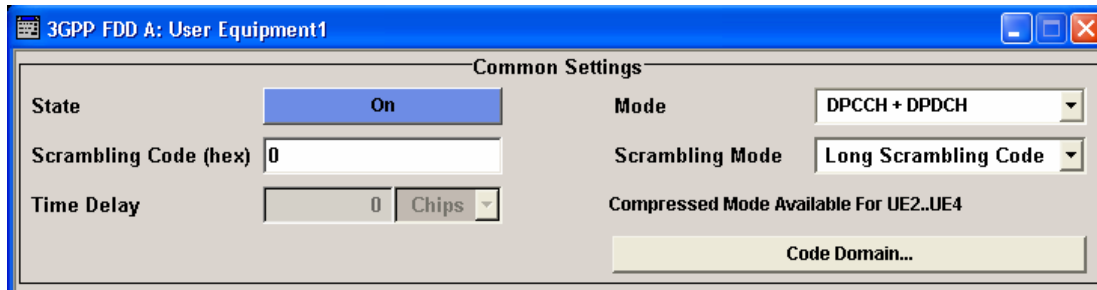 3GPP FDD A: User Equipment1
Common Settings
State On Mode DPCCH + DPDCH
Scrambling Code (hex) 0 Scrambling Mode Long Scrambling Code
Time Delay 0 Chips Compressed Mode Available For UE2..UE4
Code Domain...